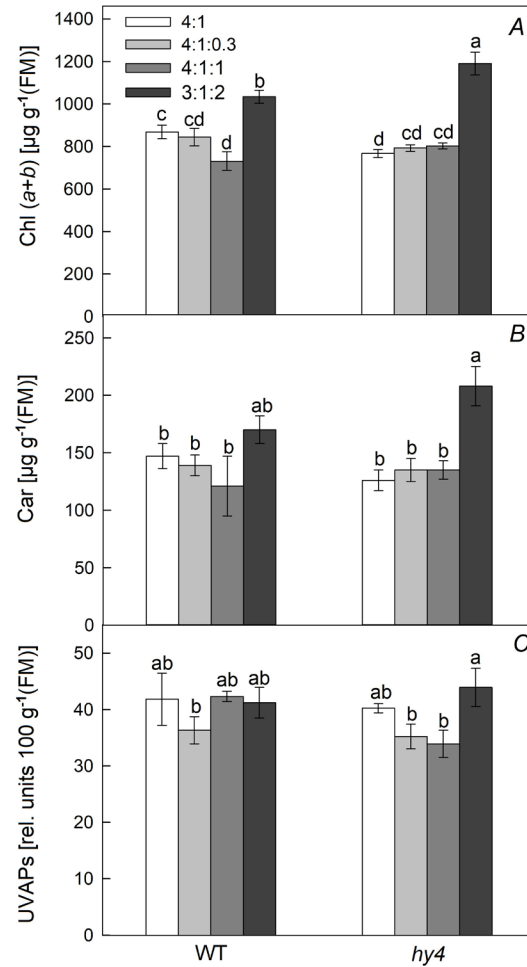 1400
1200
1000
800
600
400
200
0
Chl (a+b) [µg g⁻¹(FM)]
4:1
4:1:0.3
4:1:1
3:1:2
A
c cd d b d cd cd a
250
200
150
100
50
0
Car [µg g⁻¹(FM)]
B
b b b ab b b b a
50
40
30
20
10
0
UVAPs [rel. units 100 g⁻¹(FM)]
C
ab b ab ab ab b b a
WT hy4